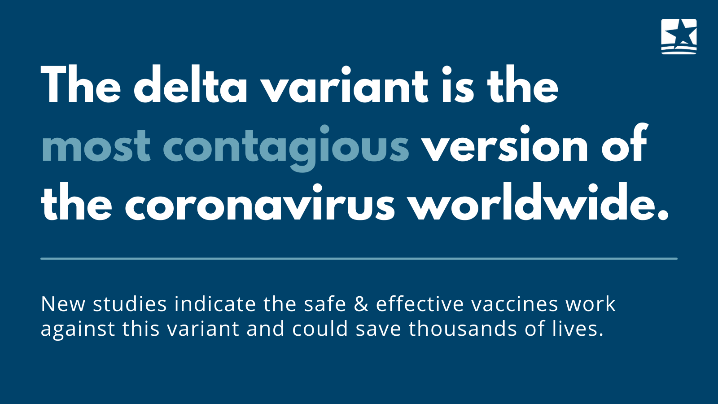 The delta variant is the
most contagious version of
the coronavirus worldwide.
New studies indicate the safe & effective vaccines work
against this variant and could save thousands of lives.